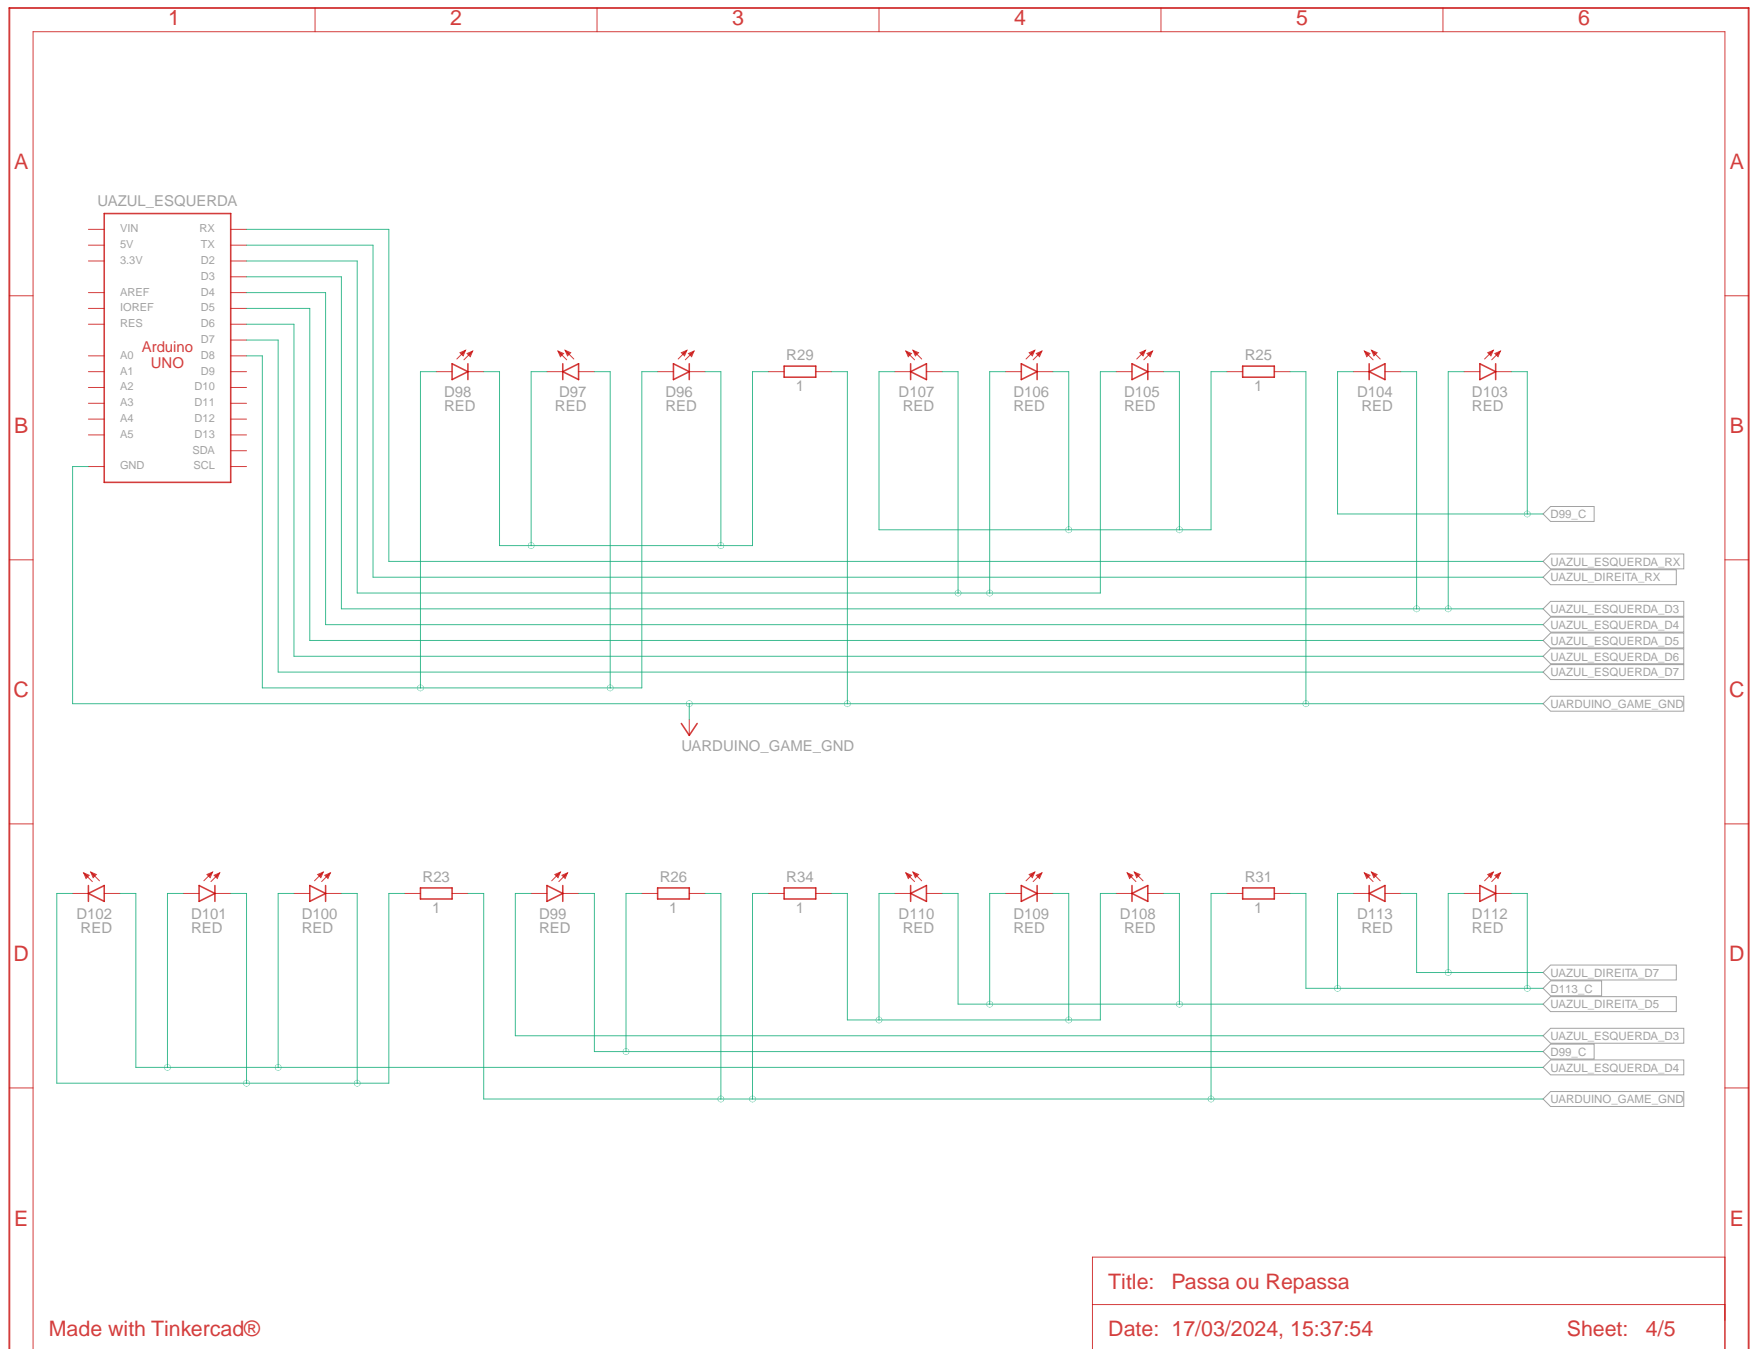 1 2 3 4 5 6
A A
UAZUL_ESQUERDA
VIN RX
5V TX
3.3V D2
D3
AREF D4
IOREF D5
RES D6
D7
Arduino
UNO
A0 D8
A1 D9
A2 D10
A3 D11
A4 D12
A5 D13
SDA
GND SCL
B B
R29 R25
1 1
D98 D97 D96 D107 D106 D105 D104 D103
RED RED RED RED RED RED RED RED
D99_C
UAZUL_ESQUERDA_RX
UAZUL_DIREITA_RX
UAZUL_ESQUERDA_D3
UAZUL_ESQUERDA_D4
UAZUL_ESQUERDA_D5
UAZUL_ESQUERDA_D6
UAZUL_ESQUERDA_D7
C C
UARDUINO_GAME_GND
UARDUINO_GAME_GND
R23 R26 R34 R31
1 1 1 1
D102 D101 D100 D99 D110 D109 D108 D113 D112
RED RED RED RED RED RED RED RED RED
D D
UAZUL_DIREITA_D7
D113_C
UAZUL_DIREITA_D5
UAZUL_ESQUERDA_D3
D99_C
UAZUL_ESQUERDA_D4
UARDUINO_GAME_GND
E E
Title: Passa ou Repassa
Made with Tinkercad®
Date: 17/03/2024, 15:37:54 Sheet: 4/5